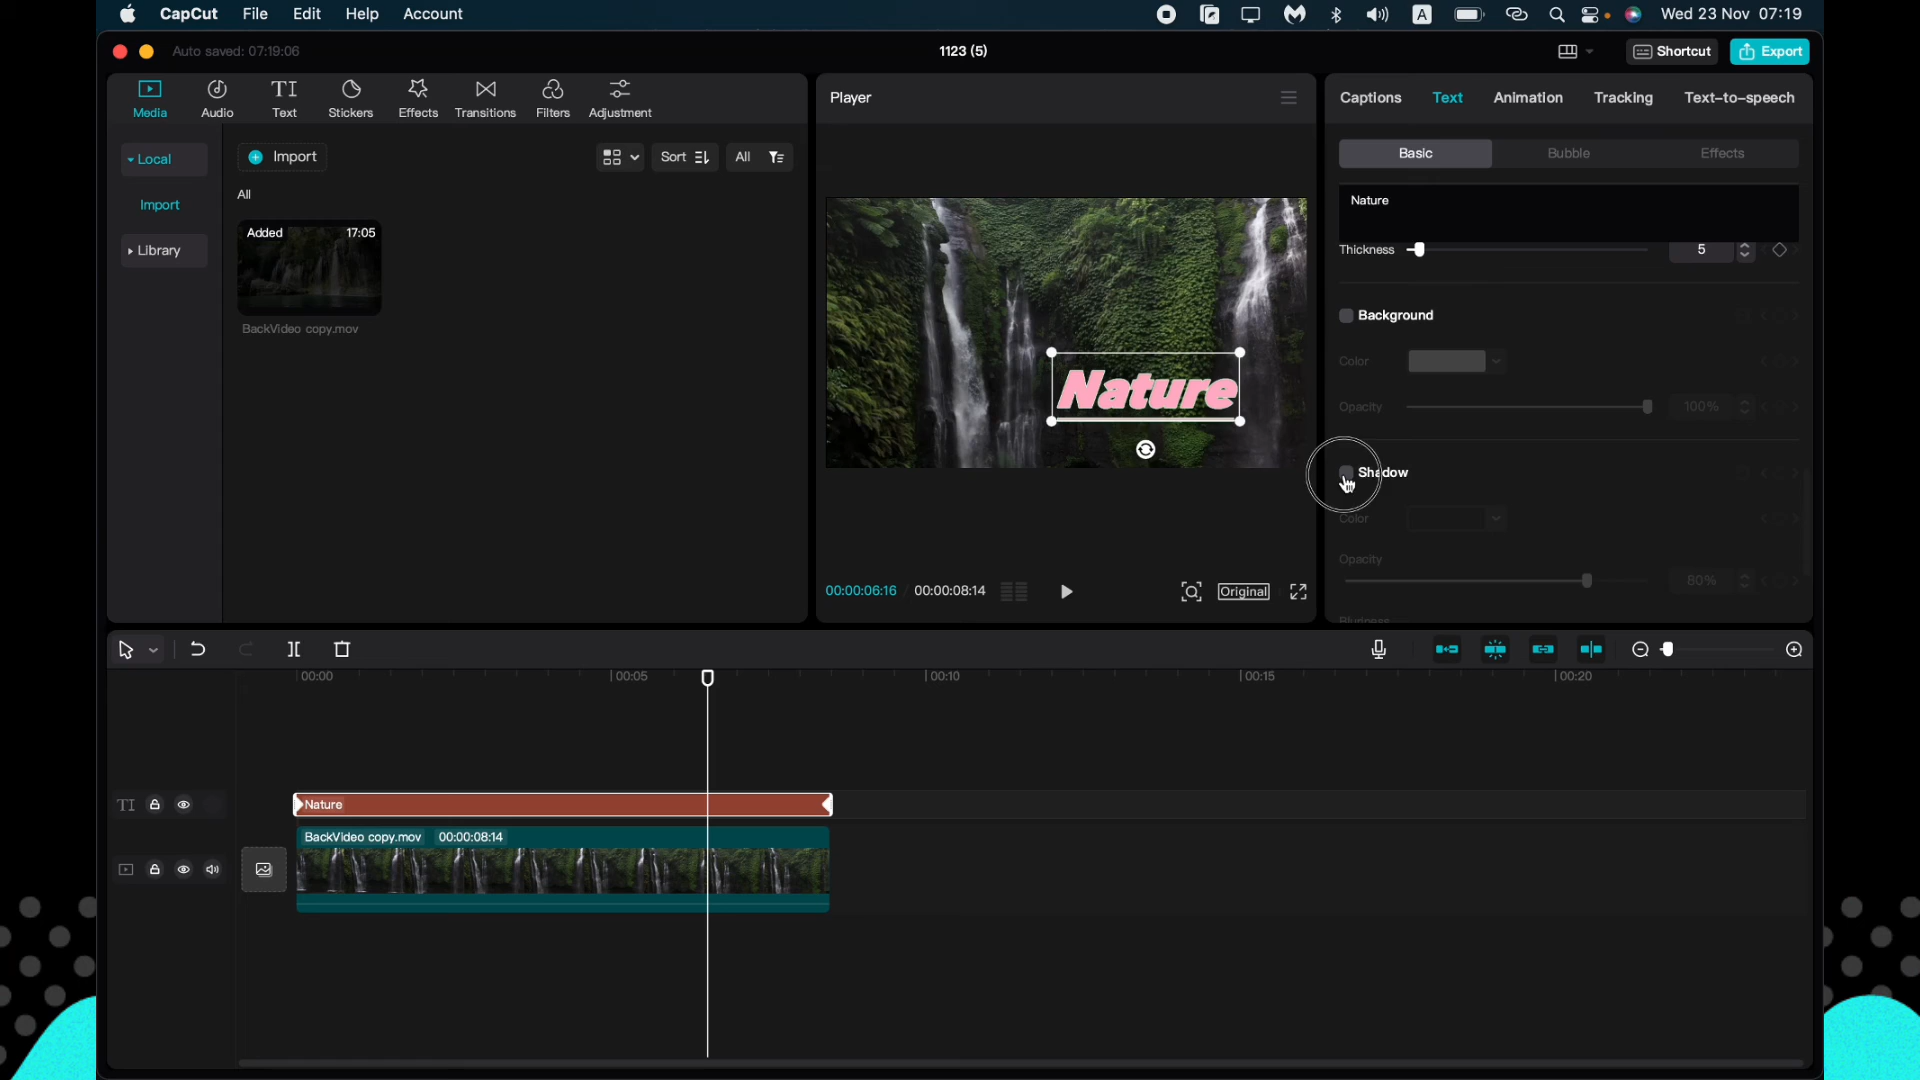 CapCut File Edit Help Account
A Wed 23 Nov 07:19
Auto saved: 07:19:06
1123 (5)
Shortcut
Export
Media
Audio
TI
Text
Stickers
Effects
Transitions
Filters
Adjustment
Local
Import
Library
Import
Sort
All
All
Added 17:05
BackVideo copy.mov
Player
Nature
00:00:06:16 / 00:00:08:14
Original
Captions
Text
Animation
Tracking
Text-to-speech
Basic
Bubble
Effects
Nature
Thickness 5
Background
Color
Opacity 100%
Shadow
Color
Opacity
80%
Blurriness
00:00
00:05
00:10
00:15
00:20
TI
Nature
BackVideo copy.mov 00:00:08:14